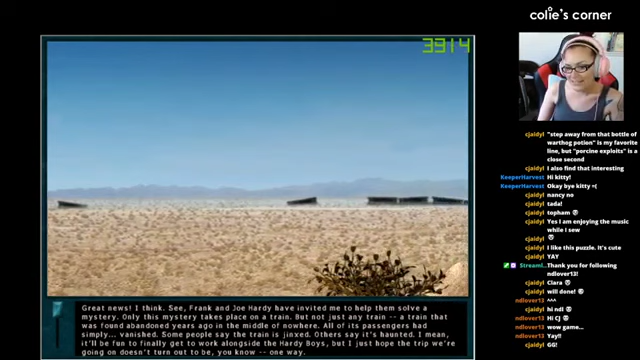 colie's corner
3914
cjaidyl "step away from that bottle of
warthog potion" is my favorite
line, but "porcine exploits" is a
close second
cjaidyl I also find that interesting
KeeperHarvest Hi kitty!
KeeperHarvest Okay bye kitty =(
cjaidyl nancy no
cjaidyl tada!
cjaidyl topham
cjaidyl Yes I am enjoying the music
while I sew
cjaidyl
cjaidyl I like this puzzle. It's cute
cjaidyl YAY
Streaml.. Thank you for following
ndlover13!
cjaidyl Clara
cjaidyl will done!
ndlover13 ^^^
cjaidyl hi ndl
ndlover13 Hi CJ
ndlover13 wow game...
ndlover13 Yay!!
cjaidyl GG!
Great news! I think. See, Frank and Joe Hardy have invited me to help them solve a
mystery. Only this mystery takes place on a train. But not just any train -- a train that
was found abandoned years ago in the middle of nowhere. All of its passengers had
simply... vanished. Some people say the train is jinxed. Others say it's haunted. I mean,
it'll be fun to finally get to work alongside the Hardy Boys, but I just hope the trip we're
going on doesn't turn out to be, you know -- one way.